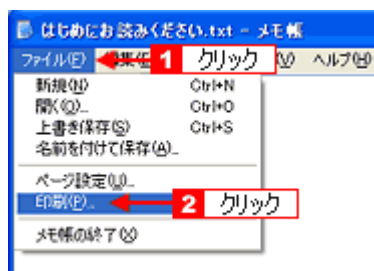 はじめにお読みください.txt - メモ帳
ファイル(F) 1 クリック (V) ヘルプ(H)
新規(N) Ctrl+N
開く(O)... Ctrl+O
上書き保存(S) Ctrl+S
名前を付けて保存(A)...
ページ設定(U)...
印刷(P)... 2 クリック
メモ帳の終了(X)